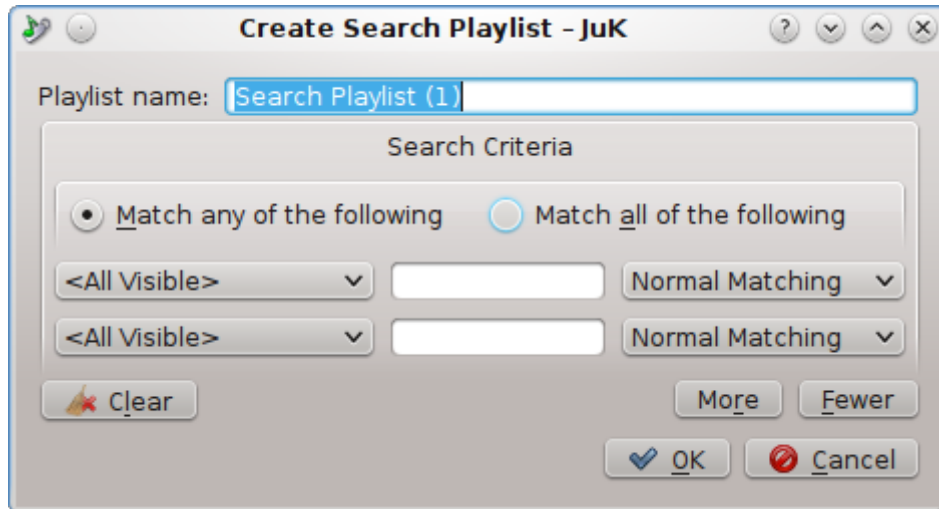 Create Search Playlist – JuK
Playlist name: Search Playlist (1)
Search Criteria
Match any of the following Match all of the following
<All Visible> Normal Matching
<All Visible> Normal Matching
Clear More Fewer
OK Cancel